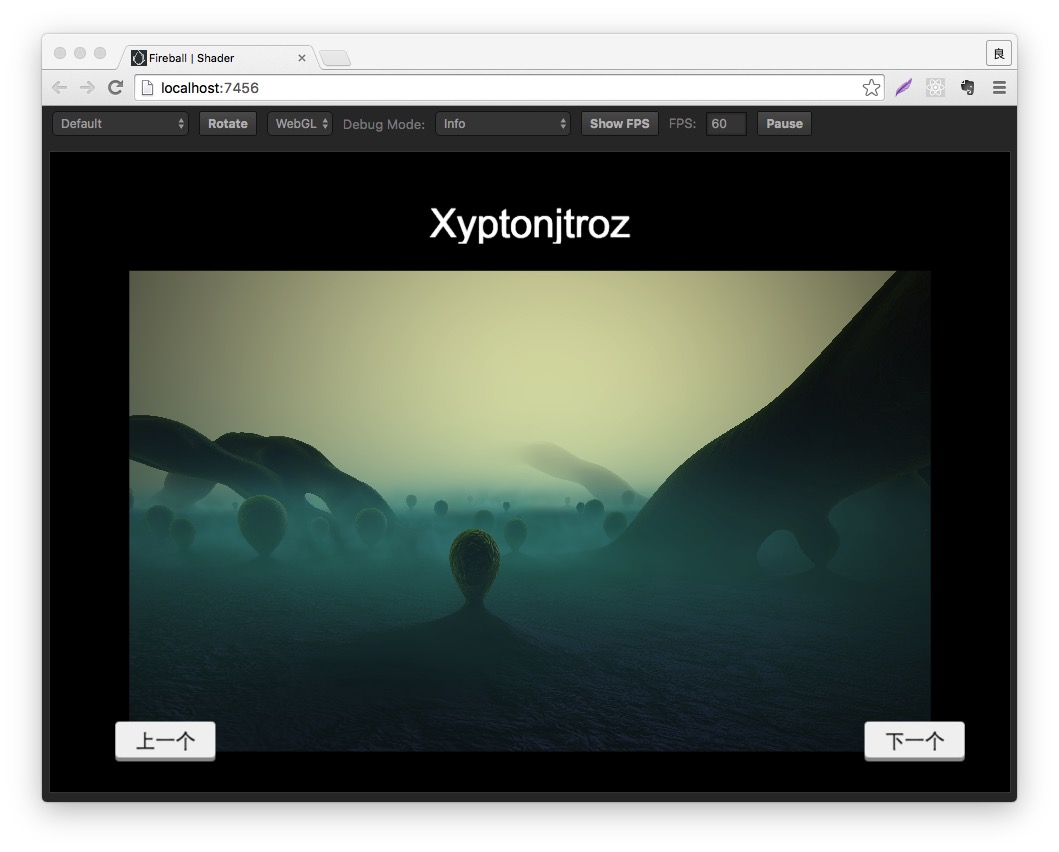 Fireball | Shader
良
localhost:7456
Default Rotate WebGL Debug Mode: Info Show FPS FPS: 60 Pause
Xyptonjtroz
上一个 下一个